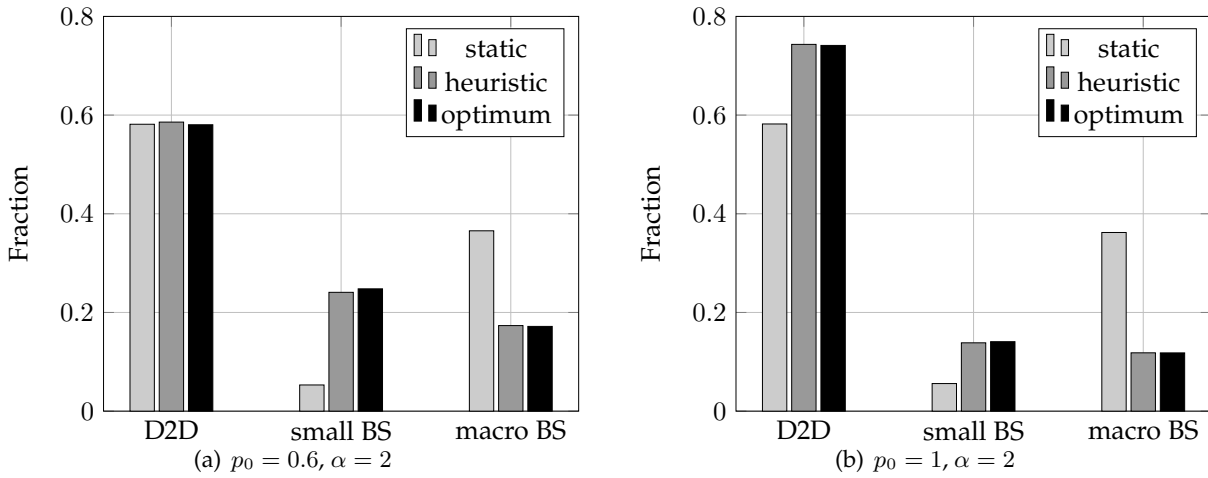 0.8
0.6
0.4
0.2
0
Fraction
static
heuristic
optimum
D2D small BS macro BS
(a) p₀ = 0.6, α = 2
0.8
0.6
0.4
0.2
0
Fraction
static
heuristic
optimum
D2D small BS macro BS
(b) p₀ = 1, α = 2